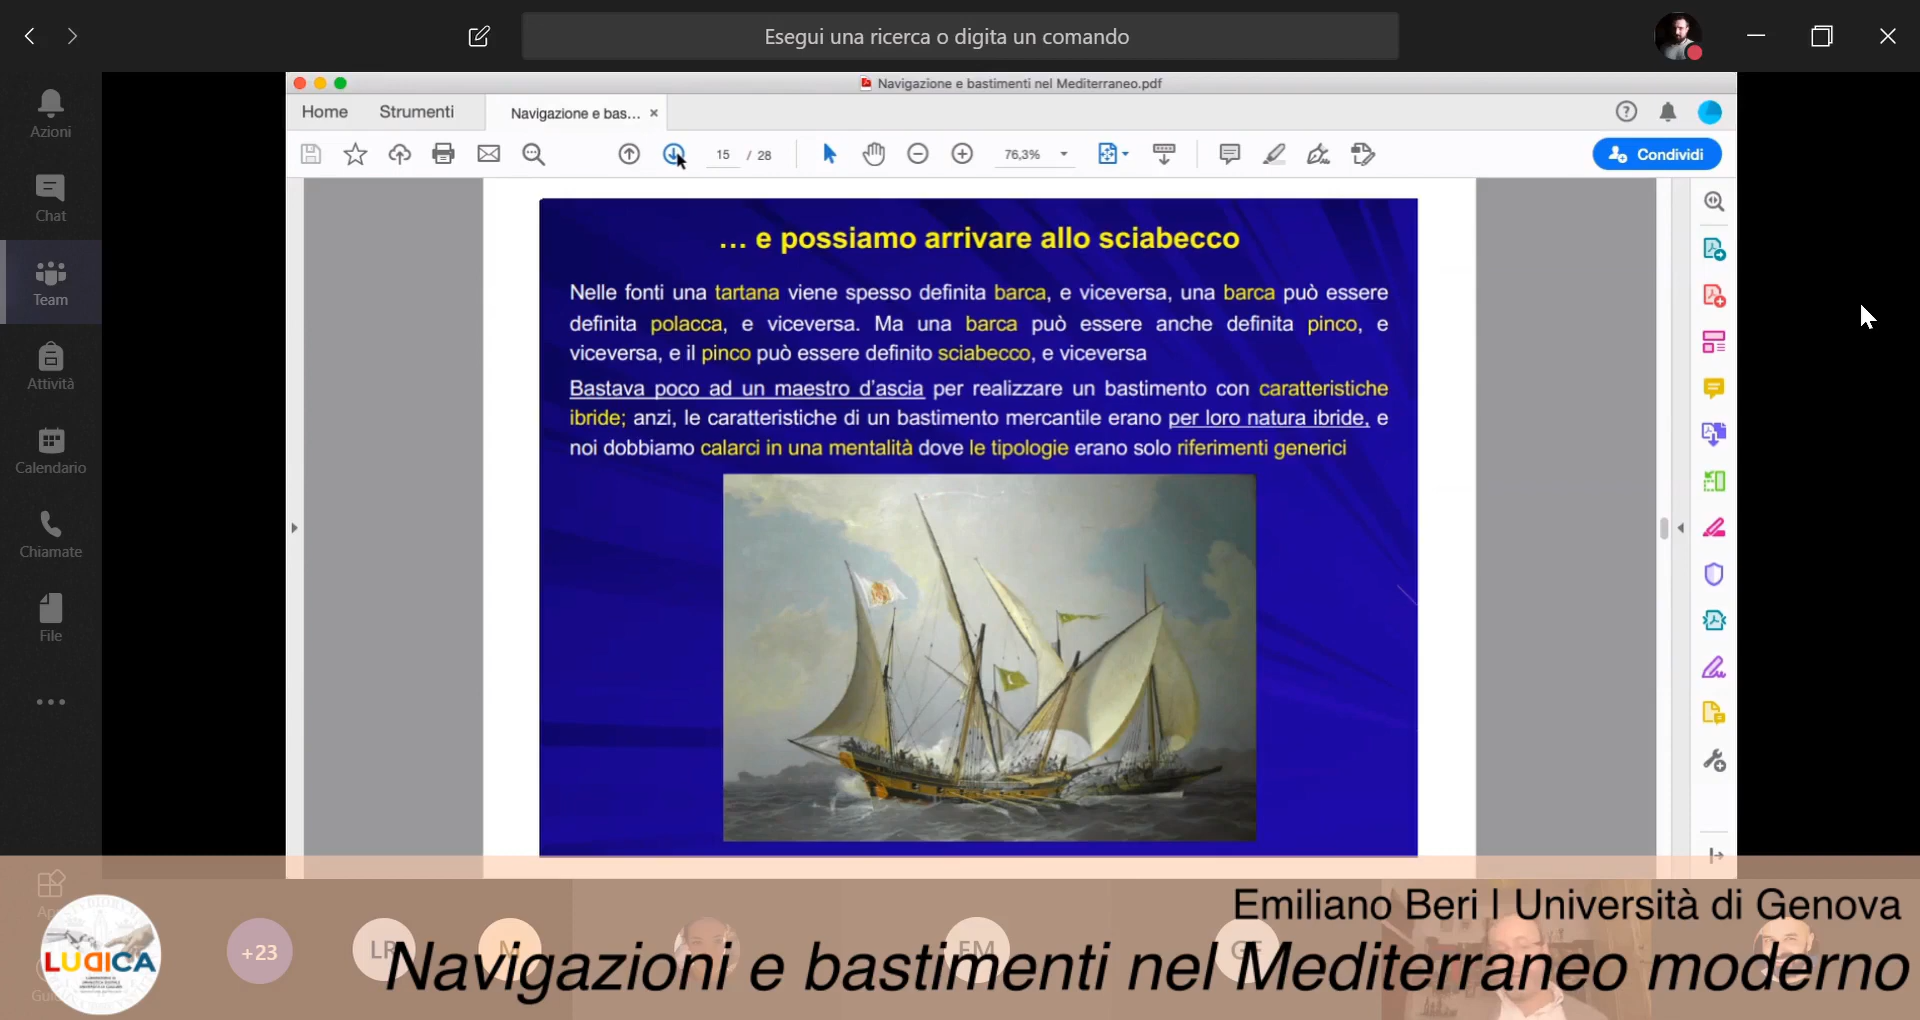 Esegui una ricerca o digita un comando
Navigazione e bastimenti nel Mediterraneo.pdf
Home Strumenti Navigazione e bas...
15 / 28 76,3% Condividi
Azioni
Chat
Team
Attività
Calendario
Chiamate
File
... e possiamo arrivare allo sciabecco
Nelle fonti una tartana viene spesso definita barca, e viceversa, una barca può essere
definita polacca, e viceversa. Ma una barca può essere anche definita pinco, e
viceversa, e il pinco può essere definito sciabecco, e viceversa
Bastava poco ad un maestro d'ascia per realizzare un bastimento con caratteristiche
ibride; anzi, le caratteristiche di un bastimento mercantile erano per loro natura ibride, e
noi dobbiamo calarci in una mentalità dove le tipologie erano solo riferimenti generici
Emiliano Beri | Università di Genova
LUDICA
+23
LR
EM
Navigazioni e bastimenti nel Mediterraneo moderno